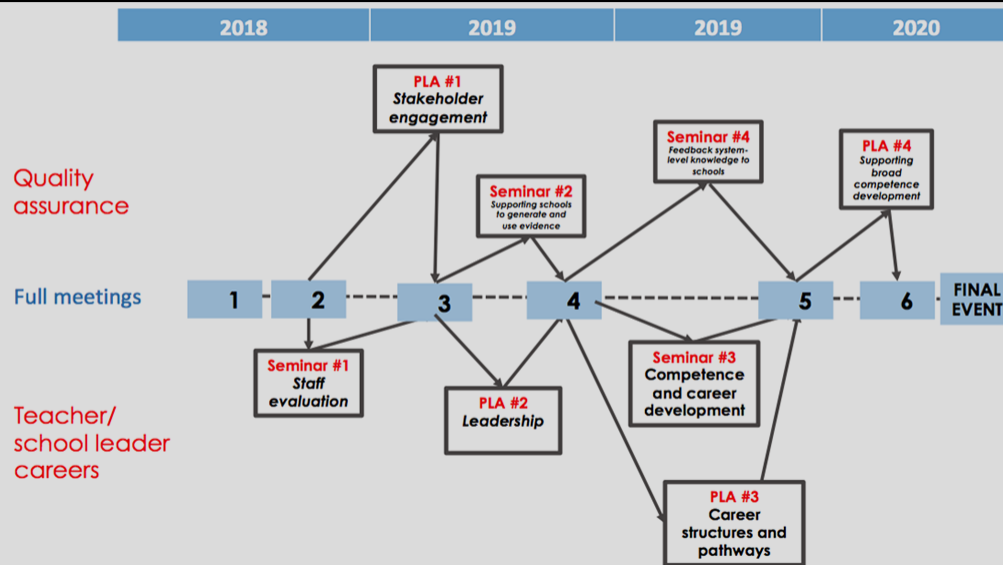 2018
2019
2019
2020
PLA #1
Stakeholder
engagement
Seminar #4
Feedback system-
level knowledge to
schools
PLA #4
Supporting
broad
competence
development
Quality
assurance
Seminar #2
Supporting schools
to generate and
use evidence
Full meetings
1
2
3
4
5
6
FINAL
EVENT
Seminar #1
Staff
evaluation
Seminar #3
Competence
and career
development
PLA #2
Leadership
Teacher/
school leader
careers
PLA #3
Career
structures and
pathways